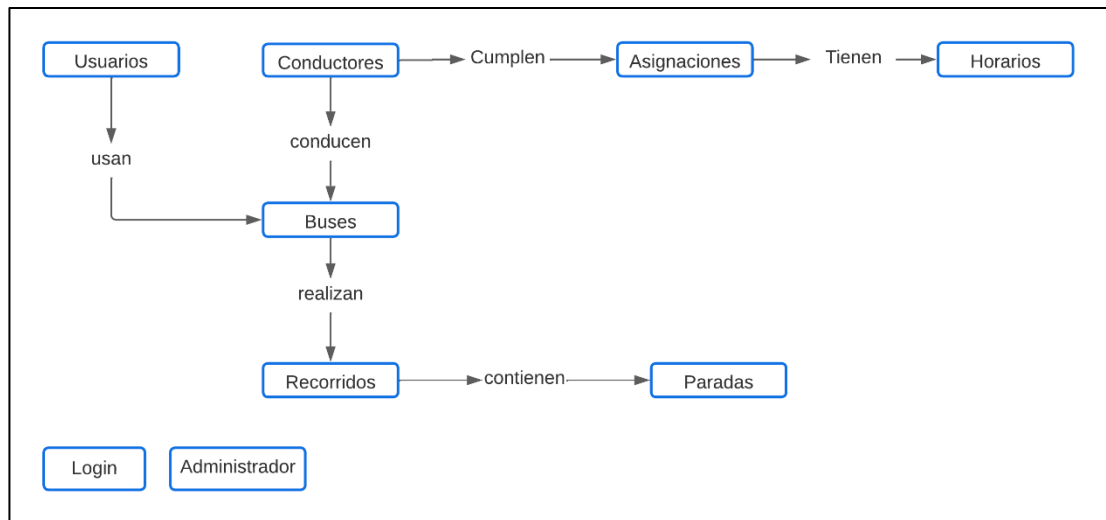 Usuarios
Conductores
Cumplen
Asignaciones
Tienen
Horarios
usan
conducen
Buses
realizan
Recorridos
contienen
Paradas
Login
Administrador